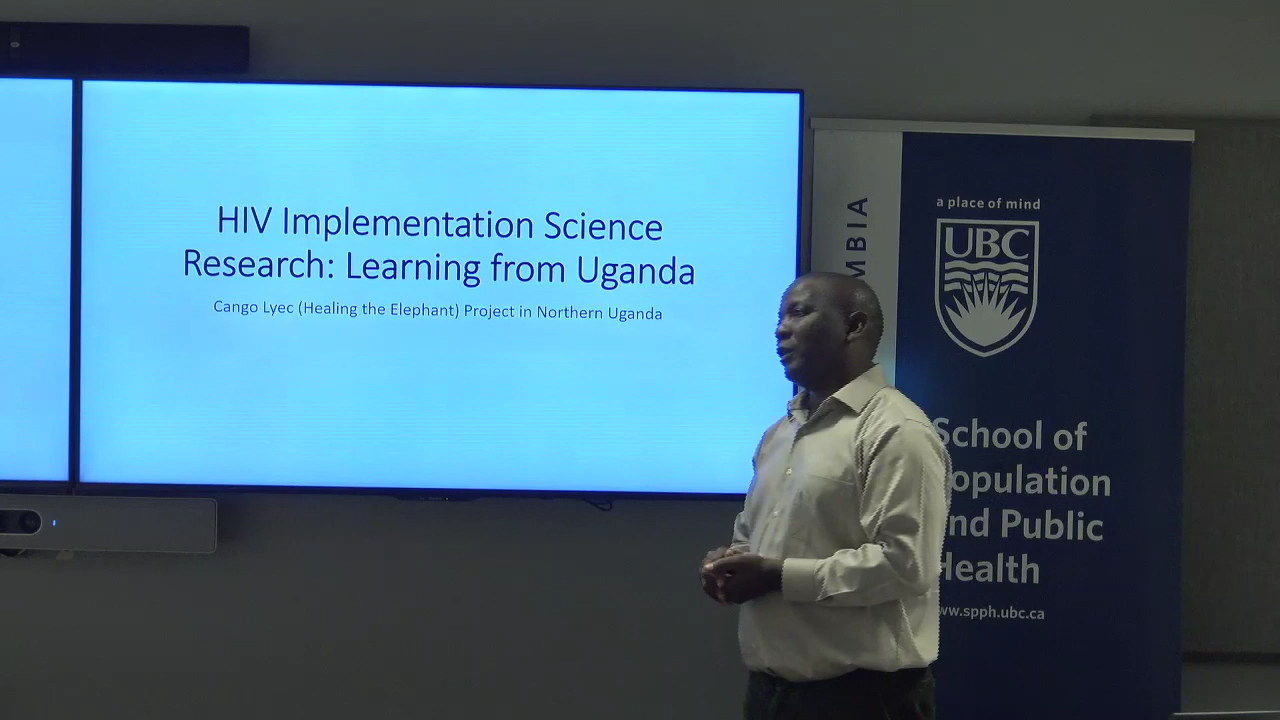 HIV Implementation Science
Research: Learning from Uganda
Cango Lyec (Healing the Elephant) Project in Northern Uganda
MBIA
a place of mind
UBC
School of
opulation
nd Public
Health
ww.spph.ubc.ca